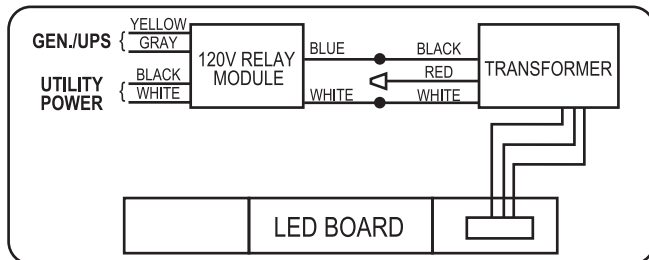 GEN./UPS {
YELLOW
GRAY
UTILITY
POWER {
BLACK
WHITE
120V RELAY
MODULE
BLUE
WHITE
BLACK
RED
WHITE
TRANSFORMER
LED BOARD